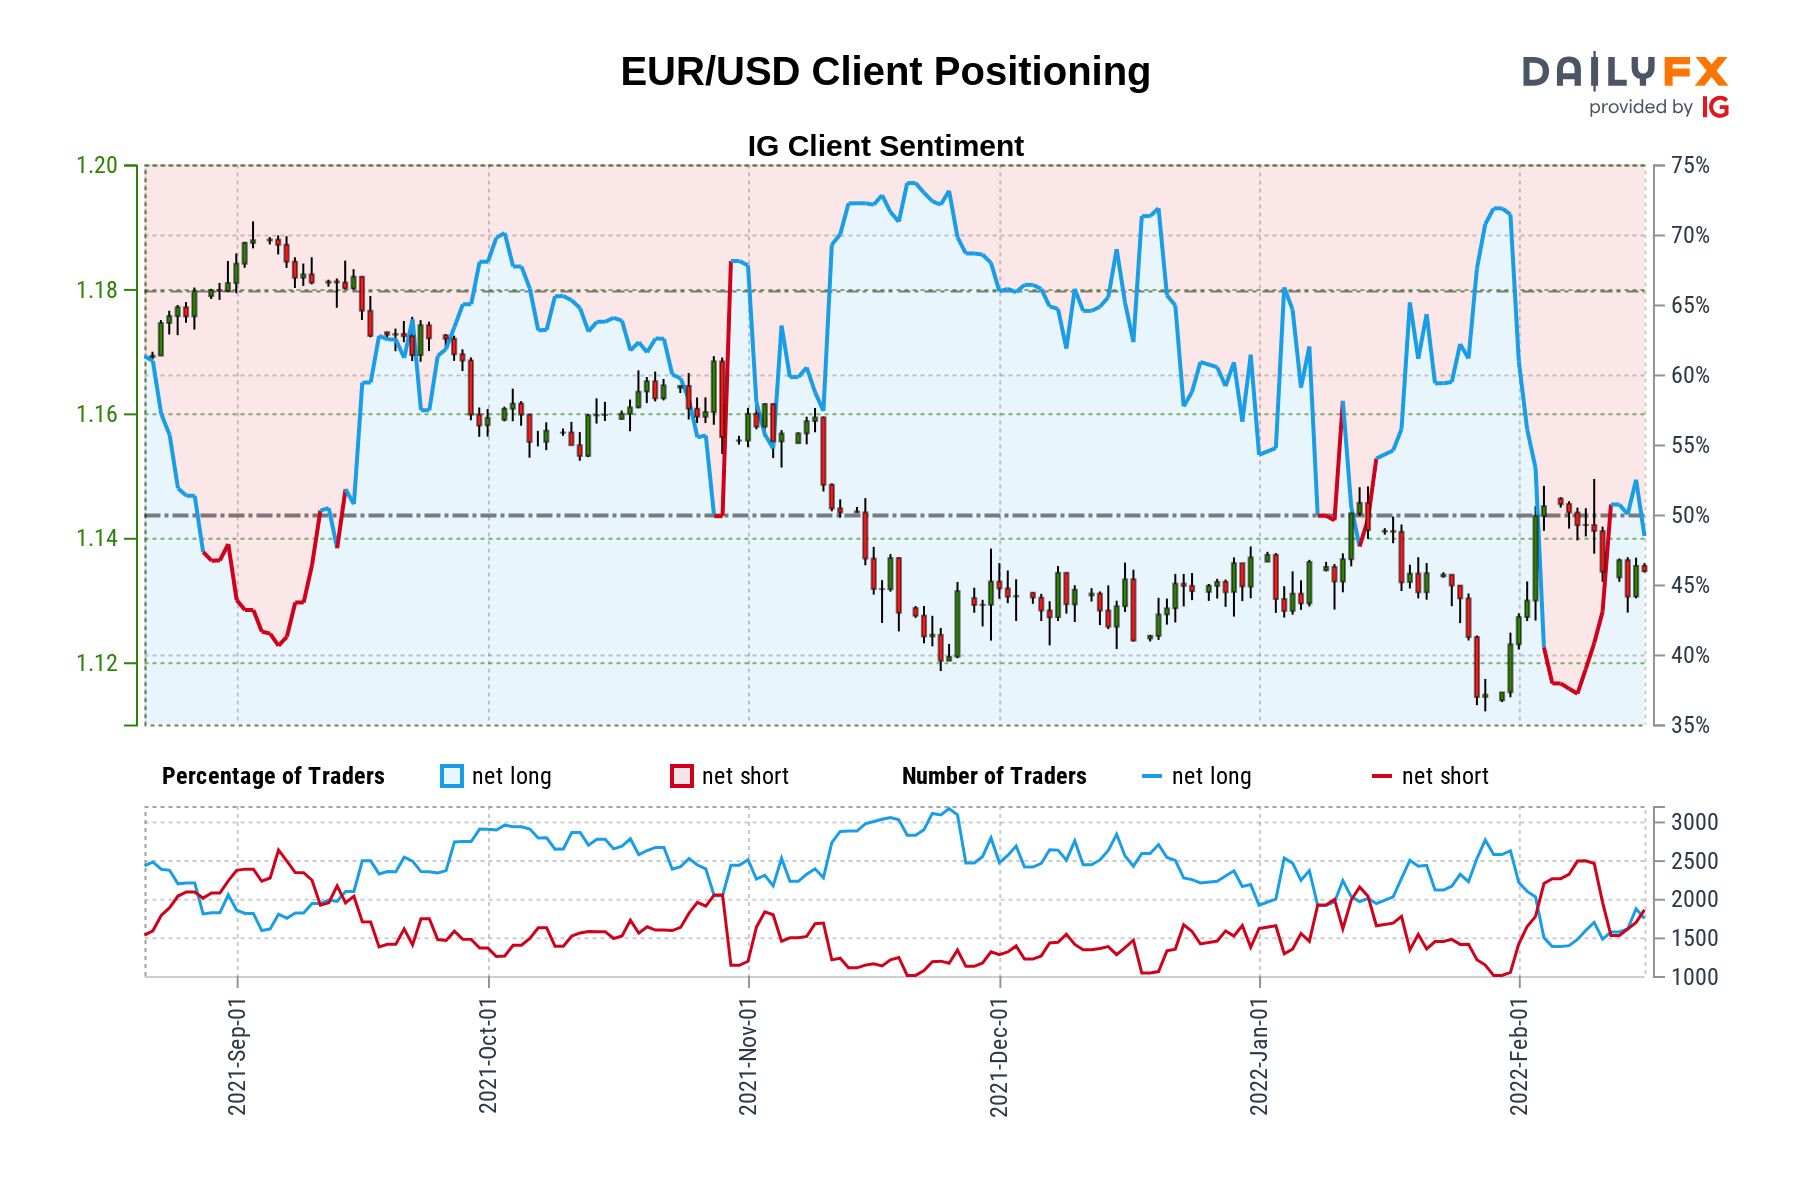 EUR/USD Client Positioning
DAILYFX
provided by IG
IG Client Sentiment
1.20
1.18
1.16
1.14
1.12
75%
70%
65%
60%
55%
50%
45%
40%
35%
Percentage of Traders net long net short Number of Traders net long net short
3000
2500
2000
1500
1000
2021-Sep-01
2021-Oct-01
2021-Nov-01
2021-Dec-01
2022-Jan-01
2022-Feb-01